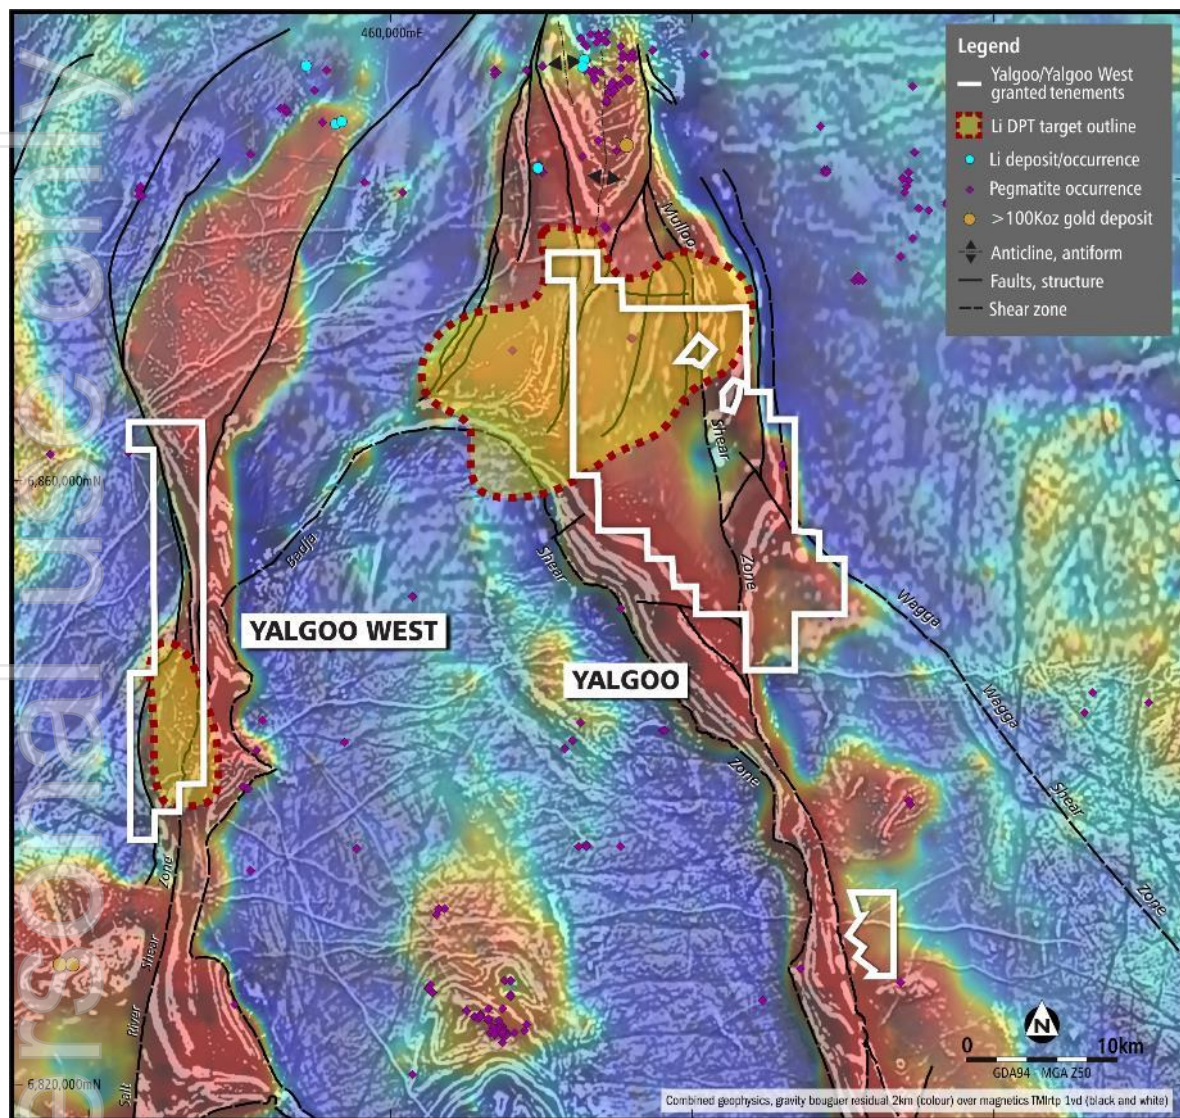 460,000mE
Legend
Yalgoo/Yalgoo West
granted tenements
Li DPT target outline
Li deposit/occurrence
Pegmatite occurrence
>100Koz gold deposit
Anticline, antiform
Faults, structure
Shear zone
Mulloo
Shear
Zone
6,860,000mN
Badja
Shear
Zone
YALGOO WEST
YALGOO
Wagga
Wagga
Shear
Zone
Zone
Shear
River
Salt
6,820,000mN
N
0 10km
GDA94 - MGA Z50
Combined geophysics, gravity bouguer residual 2km (colour) over magnetics TMIrtp 1vd (black and white)
ersonal use only